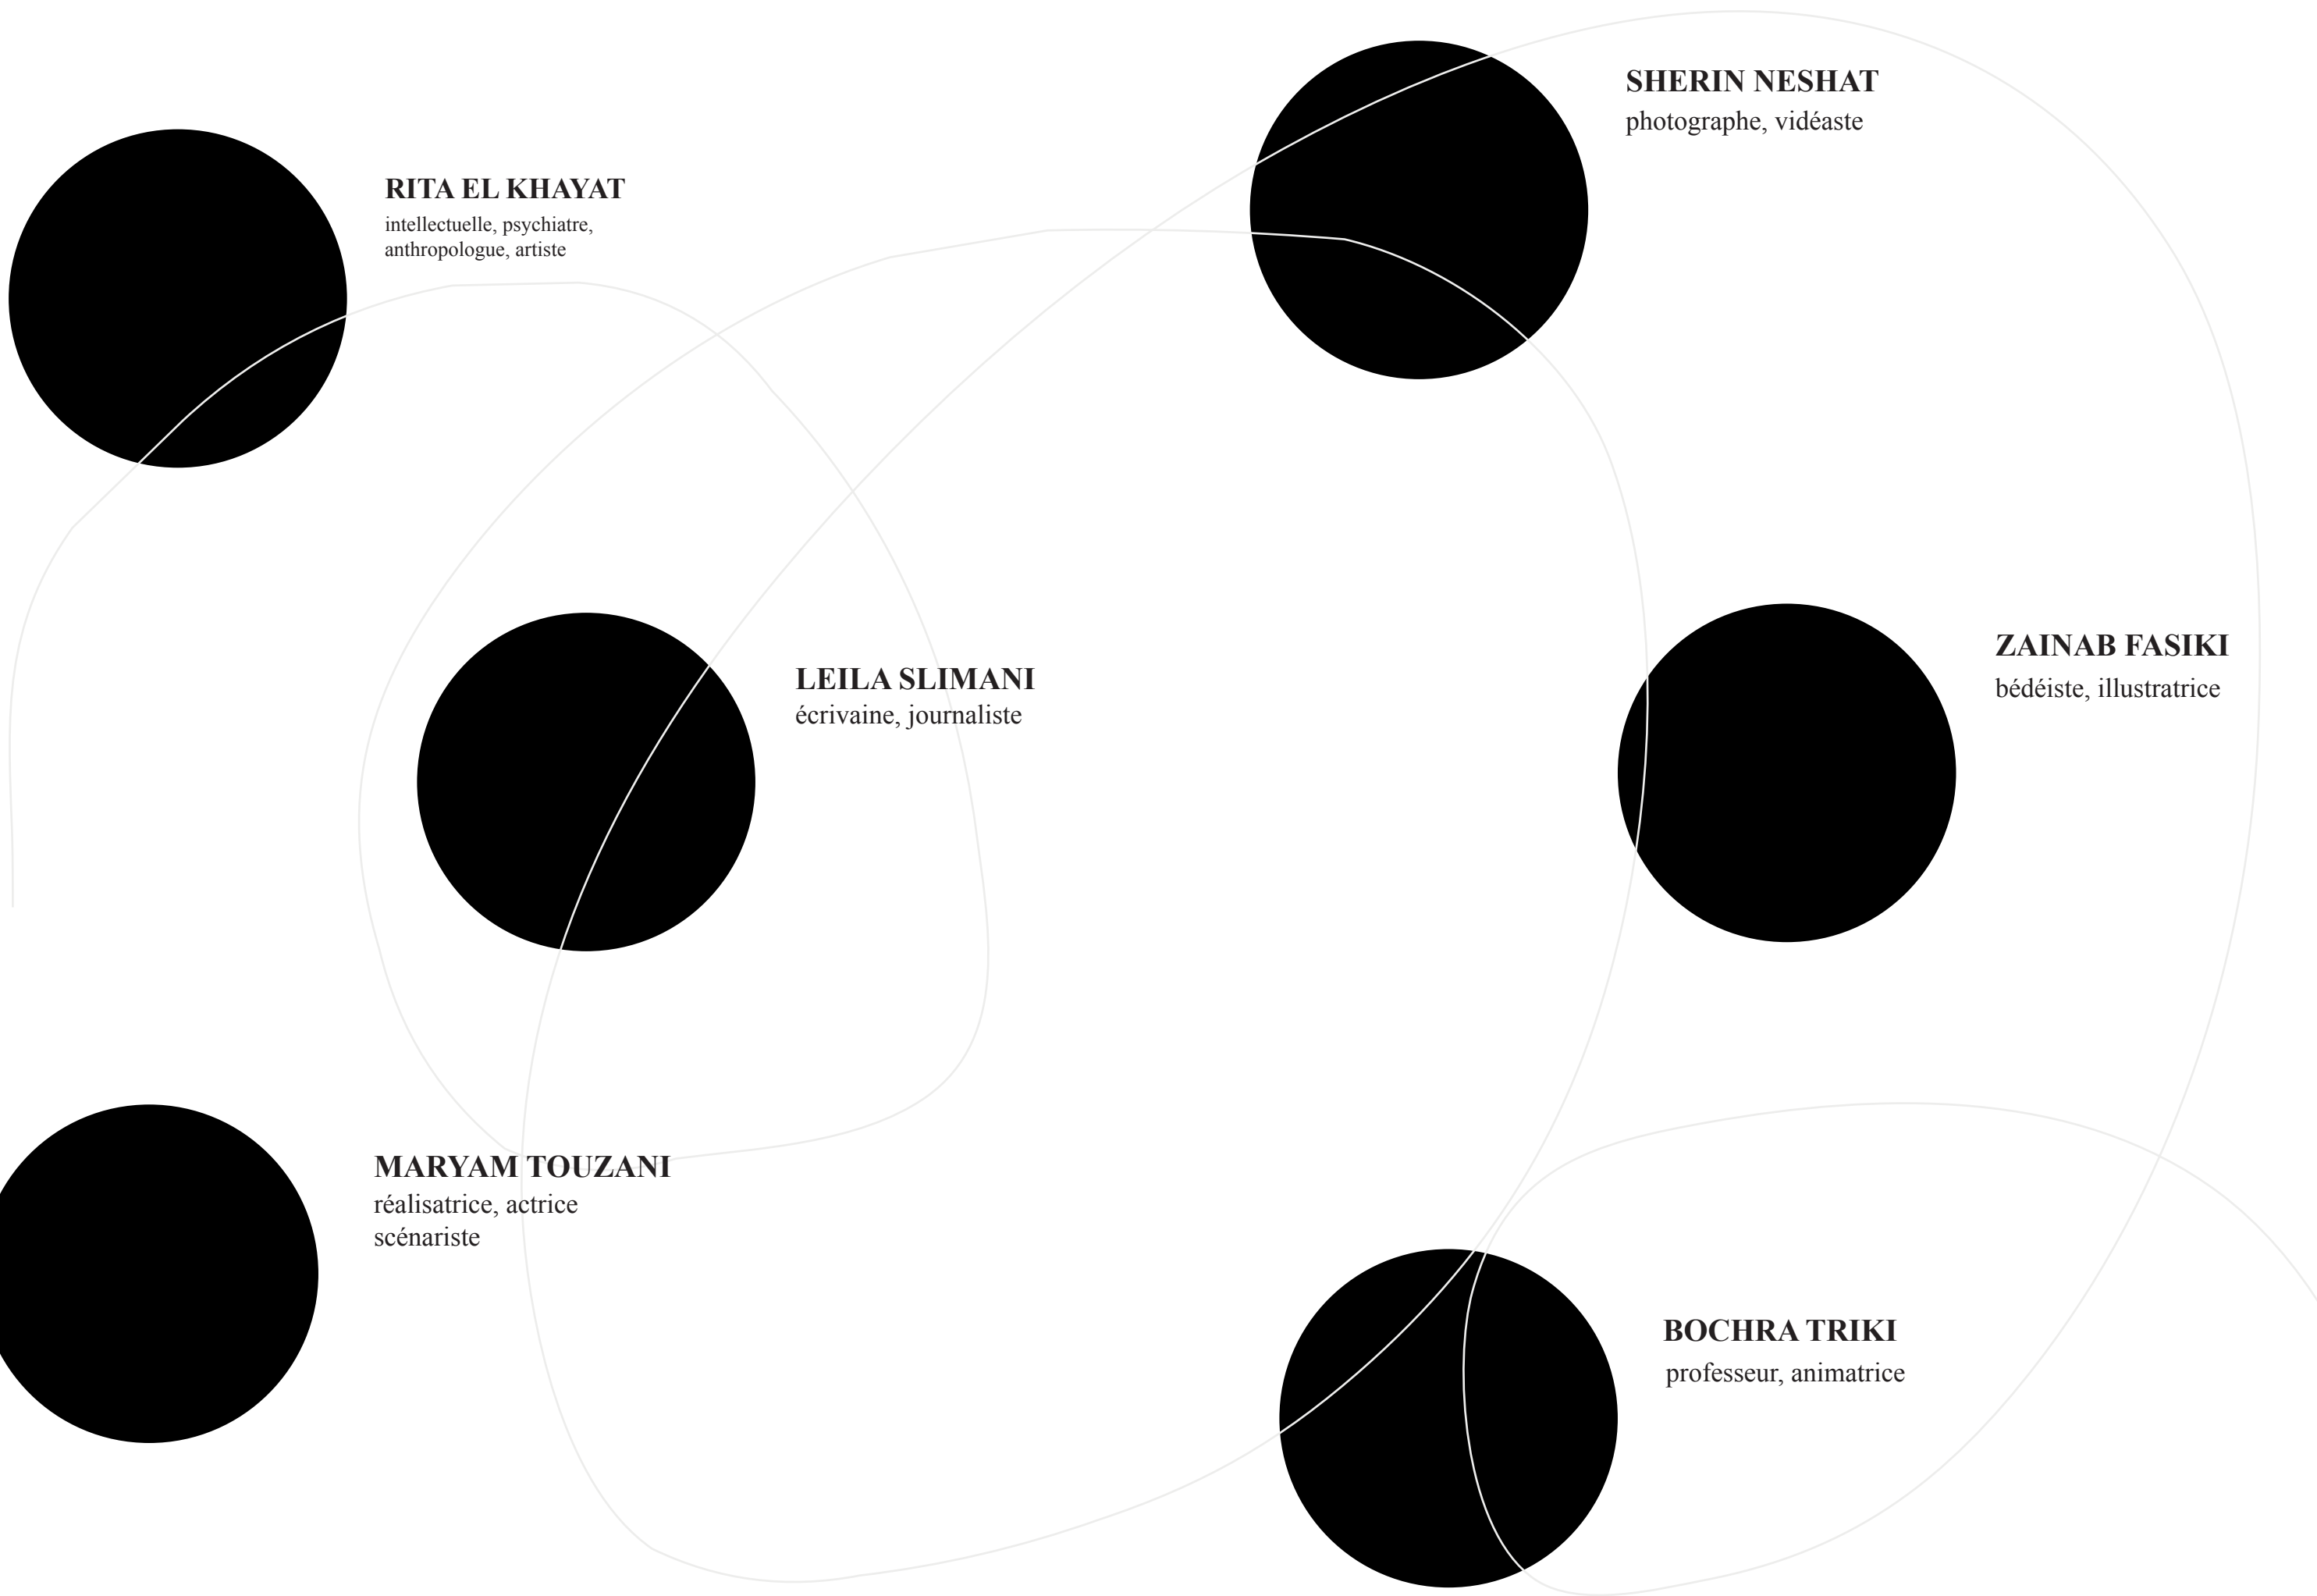 SHERIN NESHAT
photographe, vidéaste
RITA EL KHAYAT
intellectuelle, psychiatre,
anthropologue, artiste
ZAINAB FASIKI
bédéiste, illustratrice
LEILA SLIMANI
écrivaine, journaliste
MARYAM TOUZANI
réalisatrice, actrice
scénariste
BOCHRA TRIKI
professeur, animatrice